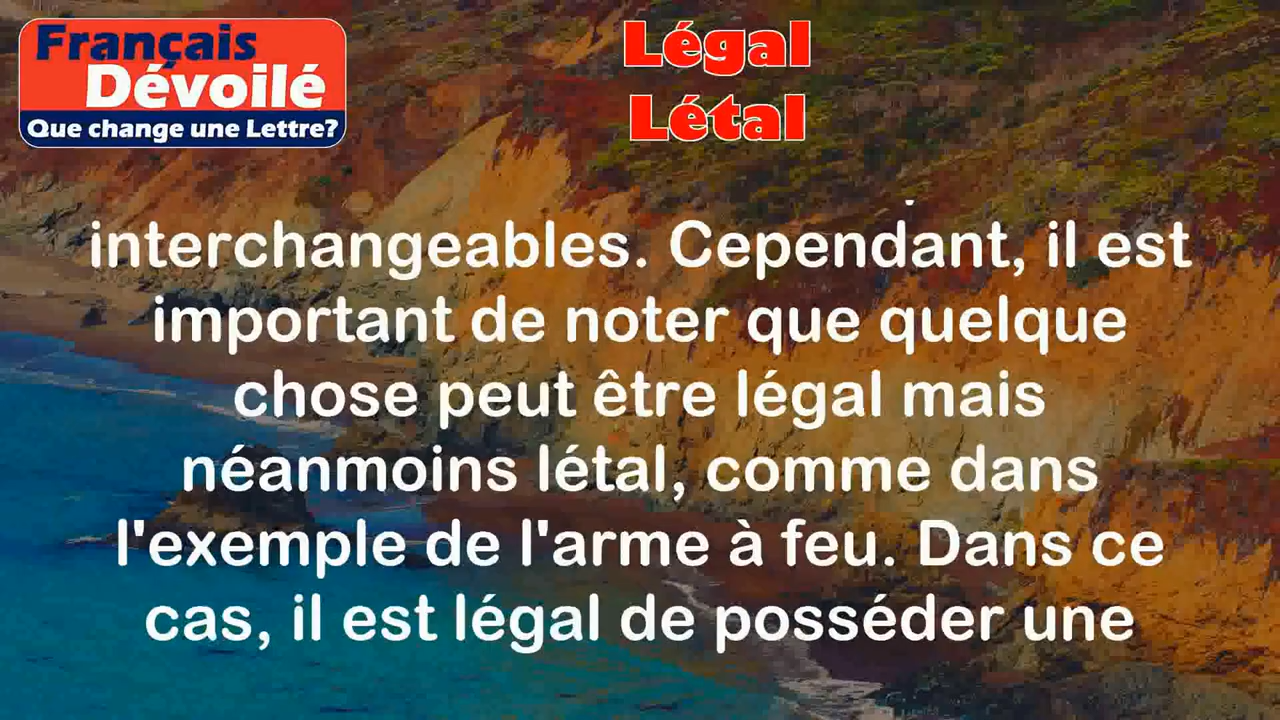 Français
Dévoilé
Que change une Lettre?
Légal
Létal
interchangeables. Cependant, il est
important de noter que quelque
chose peut être légal mais
néanmoins létal, comme dans
l'exemple de l'arme à feu. Dans ce
cas, il est légal de posséder une